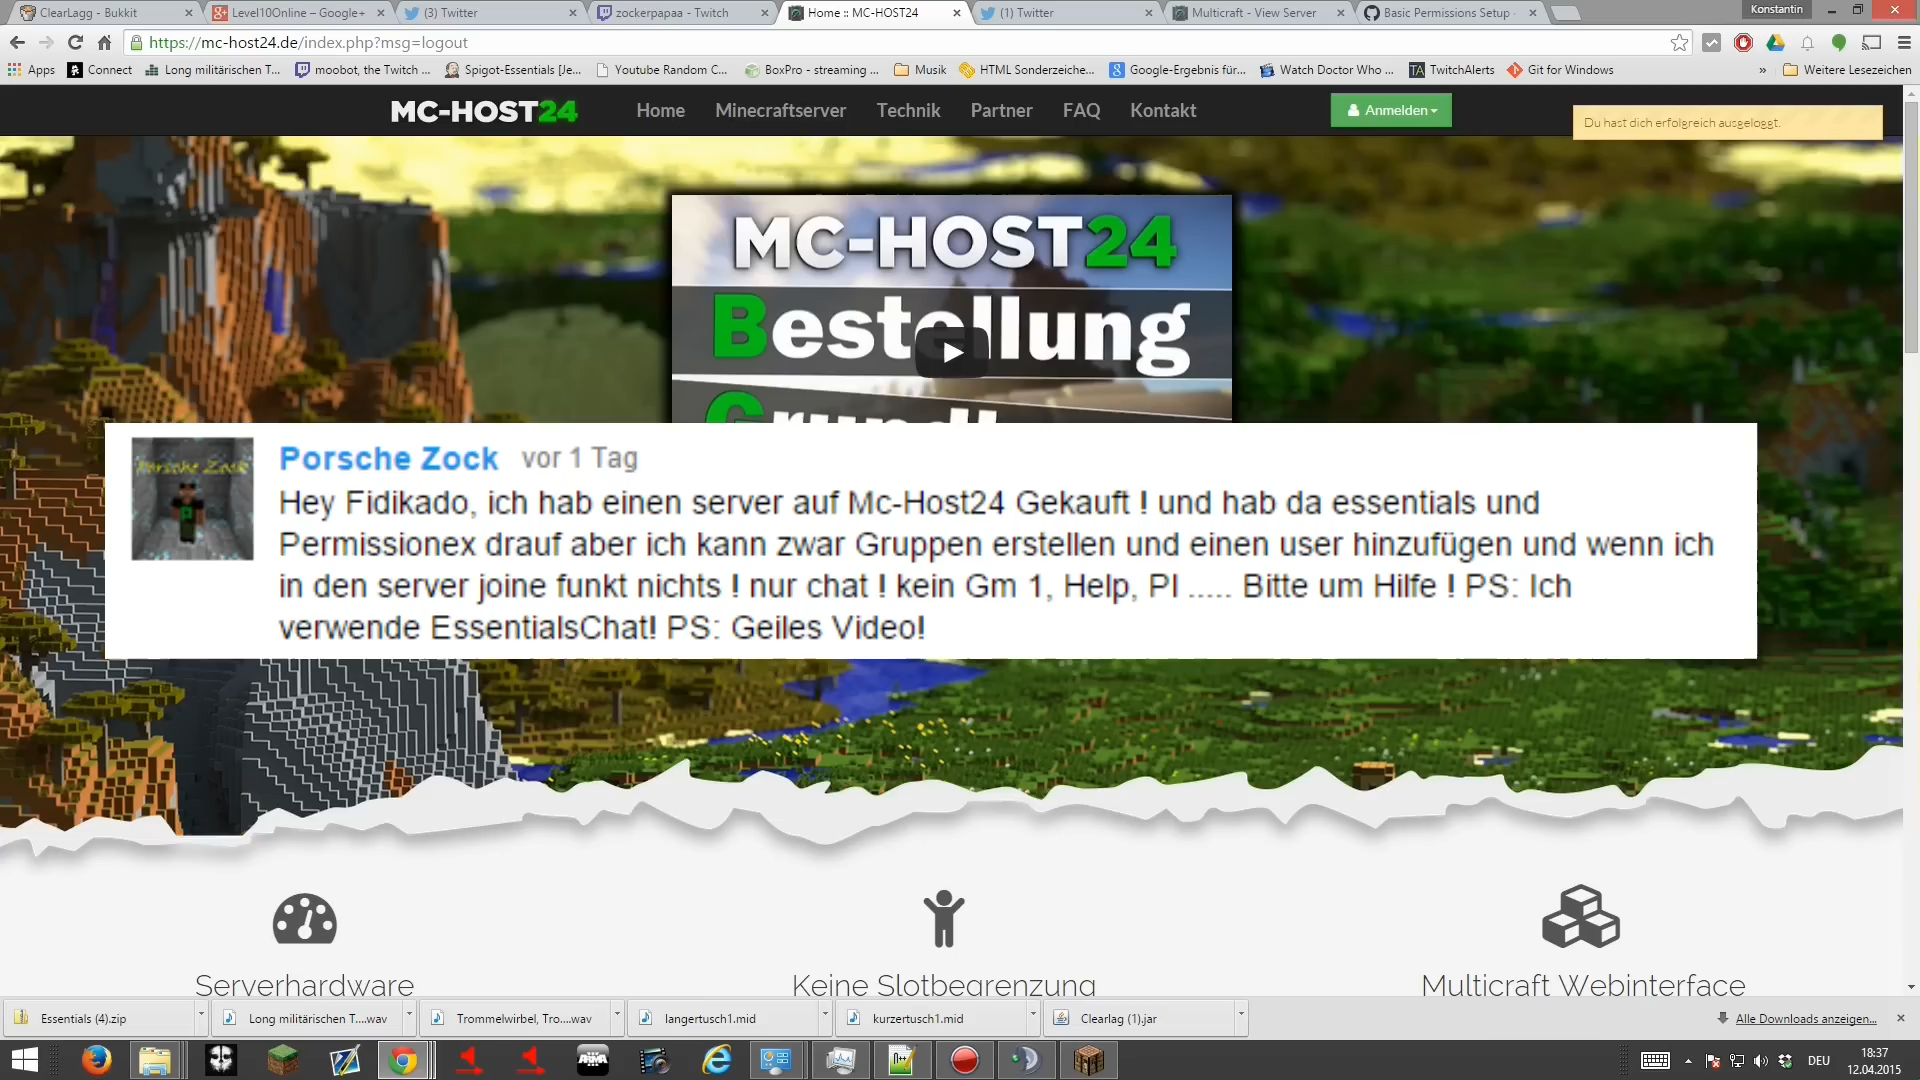 ClearLagg - Bukkit
Level10Online – Google+
(3) Twitter
zockerpapaa - Twitch
Home :: MC-HOST24
(1) Twitter
Multicraft - View Server
Basic Permissions Setup
Konstantin
https://mc-host24.de/index.php?msg=logout
Apps
Connect
Long militärischen T...
moobot, the Twitch ...
Spigot-Essentials [Je...
Youtube Random C...
BoxPro - streaming ...
Musik
HTML Sonderzeiche...
Google-Ergebnis für...
Watch Doctor Who ...
TwitchAlerts
Git for Windows
»
Weitere Lesezeichen
MC-HOST24
Home
Minecraftserver
Technik
Partner
FAQ
Kontakt
Anmelden
Du hast dich erfolgreich ausgeloggt.
MC-HOST24
Bestellung
Porsche Zock vor 1 Tag
Hey Fidikado, ich hab einen server auf Mc-Host24 Gekauft ! und hab da essentials und
Permissionex drauf aber ich kann zwar Gruppen erstellen und einen user hinzufügen und wenn ich
in den server joine funkt nichts ! nur chat ! kein Gm 1, Help, Pl ..... Bitte um Hilfe ! PS: Ich
verwende EssentialsChat! PS: Geiles Video!
Serverhardware
Keine Slotbegrenzung
Multicraft Webinterface
Essentials (4).zip
Long militärischen T....wav
Trommelwirbel, Tro....wav
langertusch1.mid
kurzertusch1.mid
Clearlag (1).jar
Alle Downloads anzeigen...
DEU
18:37
12.04.2015